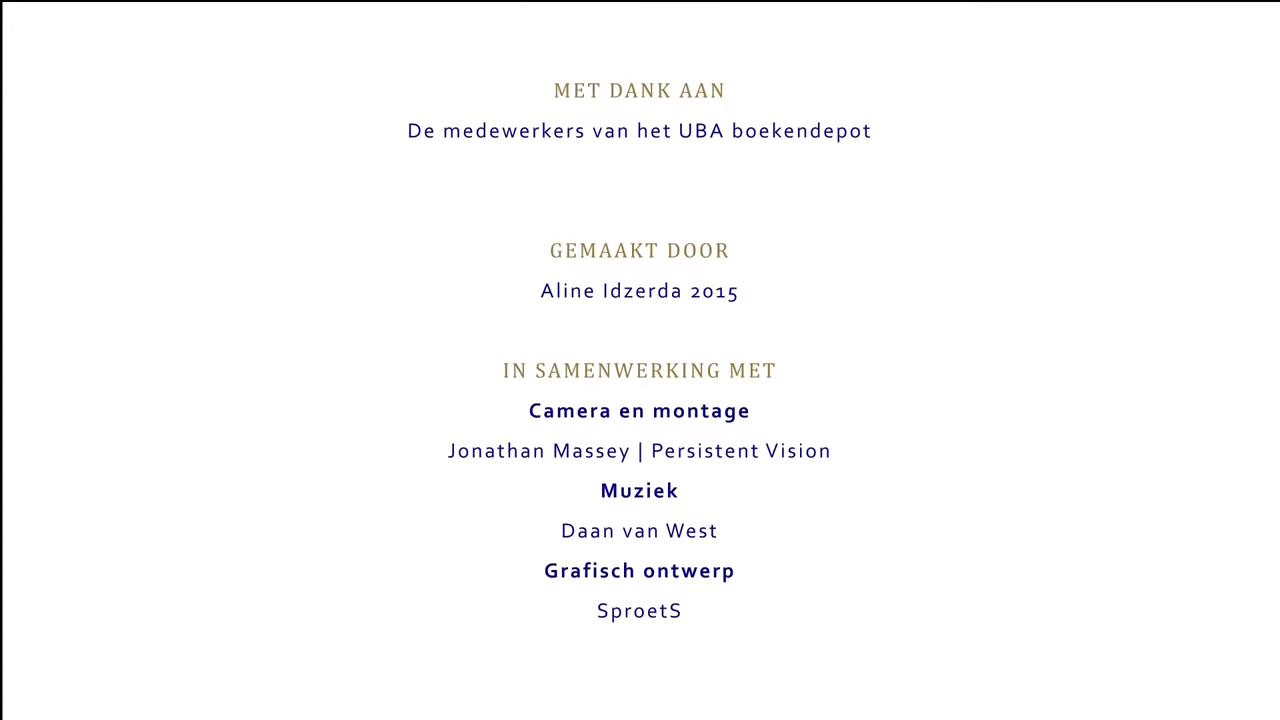 MET DANK AAN
De medewerkers van het UBA boekendepot
GEMAAKT DOOR
Aline Idzerda 2015
IN SAMENWERKING MET
Camera en montage
Jonathan Massey | Persistent Vision
Muziek
Daan van West
Grafisch ontwerp
SproetS